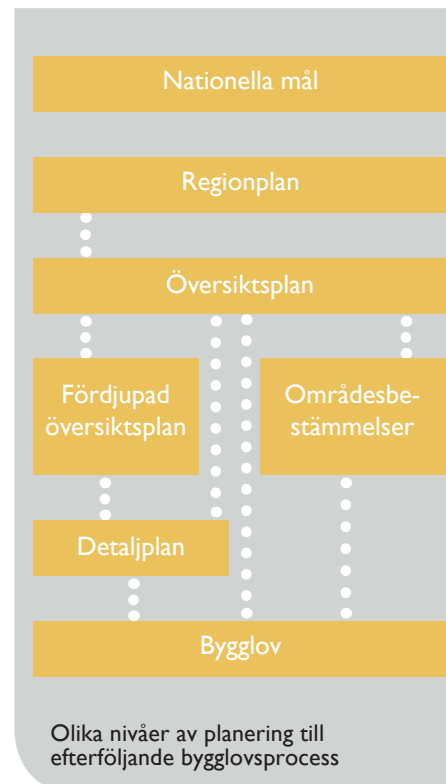 Nationella mål
Regionplan
Översiktsplan
Fördjupad
översiktsplan
Områdesbe-
stämmelser
Detaljplan
Bygglov
Olika nivåer av planering till
efterföljande bygglovsprocess